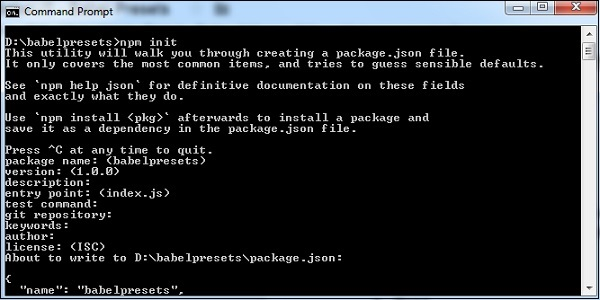 Command Prompt
D:\babelpresets>npm init
This utility will walk you through creating a package.json file.
It only covers the most common items, and tries to guess sensible defaults.
See `npm help json` for definitive documentation on these fields
and exactly what they do.
Use `npm install <pkg>` afterwards to install a package and
save it as a dependency in the package.json file.
Press ^C at any time to quit.
package name: (babelpresets)
version: (1.0.0)
description:
entry point: (index.js)
test command:
git repository:
keywords:
author:
license: (ISC)
About to write to D:\babelpresets\package.json:
{
"name": "babelpresets",